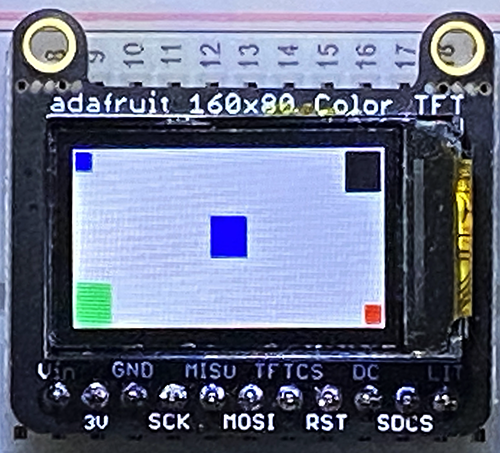 8 9 10 11 12 13 14 15 16 17
adafruit 160x80 Color TFT
Vin GND MISO TFTCS DC LIT
3V SCK MOSI RST SDCS